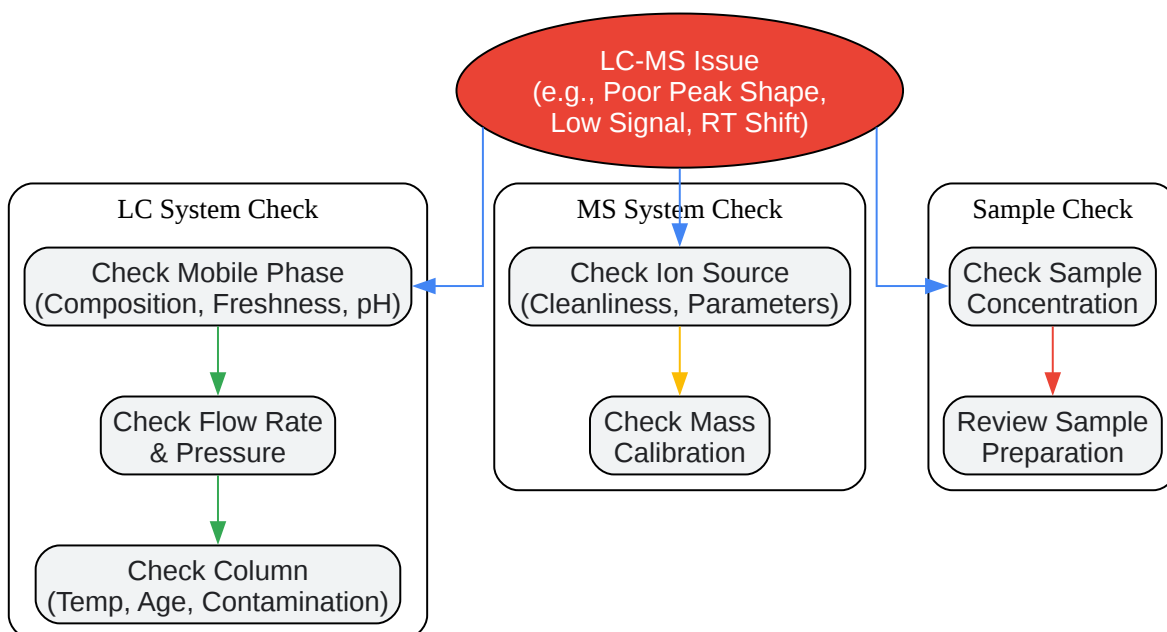 LC-MS Issue
(e.g., Poor Peak Shape,
Low Signal, RT Shift)
LC System Check
Check Mobile Phase
(Composition, Freshness, pH)
Check Flow Rate
& Pressure
Check Column
(Temp, Age, Contamination)
MS System Check
Check Ion Source
(Cleanliness, Parameters)
Check Mass
Calibration
Sample Check
Check Sample
Concentration
Review Sample
Preparation